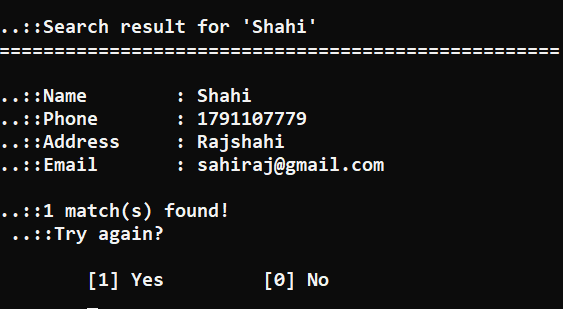 ..::Search result for 'Shahi'
===================================================
..::Name        : Shahi
..::Phone       : 1791107779
..::Address     : Rajshahi
..::Email       : sahiraj@gmail.com
..::1 match(s) found!
..::Try again?
[1] Yes         [0] No